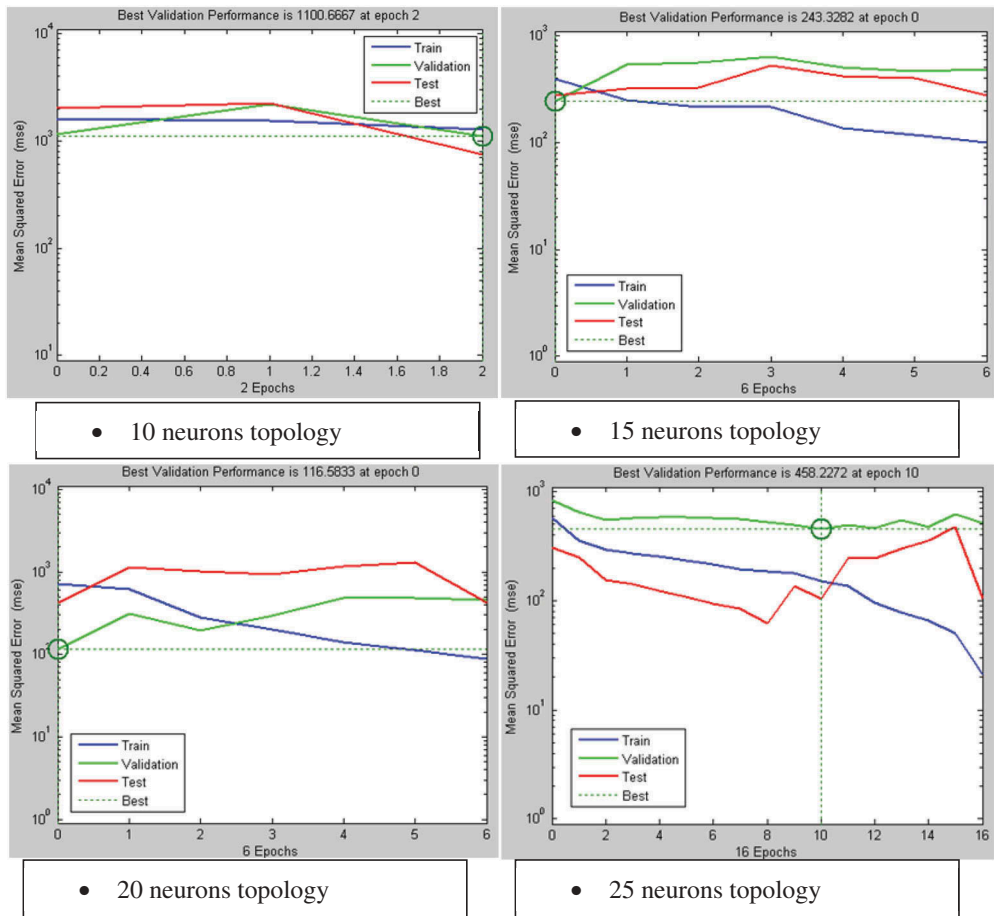 Best Validation Performance is 1100.6667 at epoch 2
Mean Squared Error (mse)
10^4
10^3
10^2
10^1
Train
Validation
Test
Best
0 0.2 0.4 0.6 0.8 1 1.2 1.4 1.6 1.8 2
2 Epochs
• 10 neurons topology
Best Validation Performance is 243.3282 at epoch 0
Mean Squared Error (mse)
10^3
10^2
10^1
10^0
Train
Validation
Test
Best
0 1 2 3 4 5 6
6 Epochs
• 15 neurons topology
Best Validation Performance is 116.5833 at epoch 0
Mean Squared Error (mse)
10^4
10^3
10^2
10^1
10^0
Train
Validation
Test
Best
0 1 2 3 4 5 6
6 Epochs
• 20 neurons topology
Best Validation Performance is 458.2272 at epoch 10
Mean Squared Error (mse)
10^3
10^2
10^1
10^0
Train
Validation
Test
Best
0 2 4 6 8 10 12 14 16
16 Epochs
• 25 neurons topology